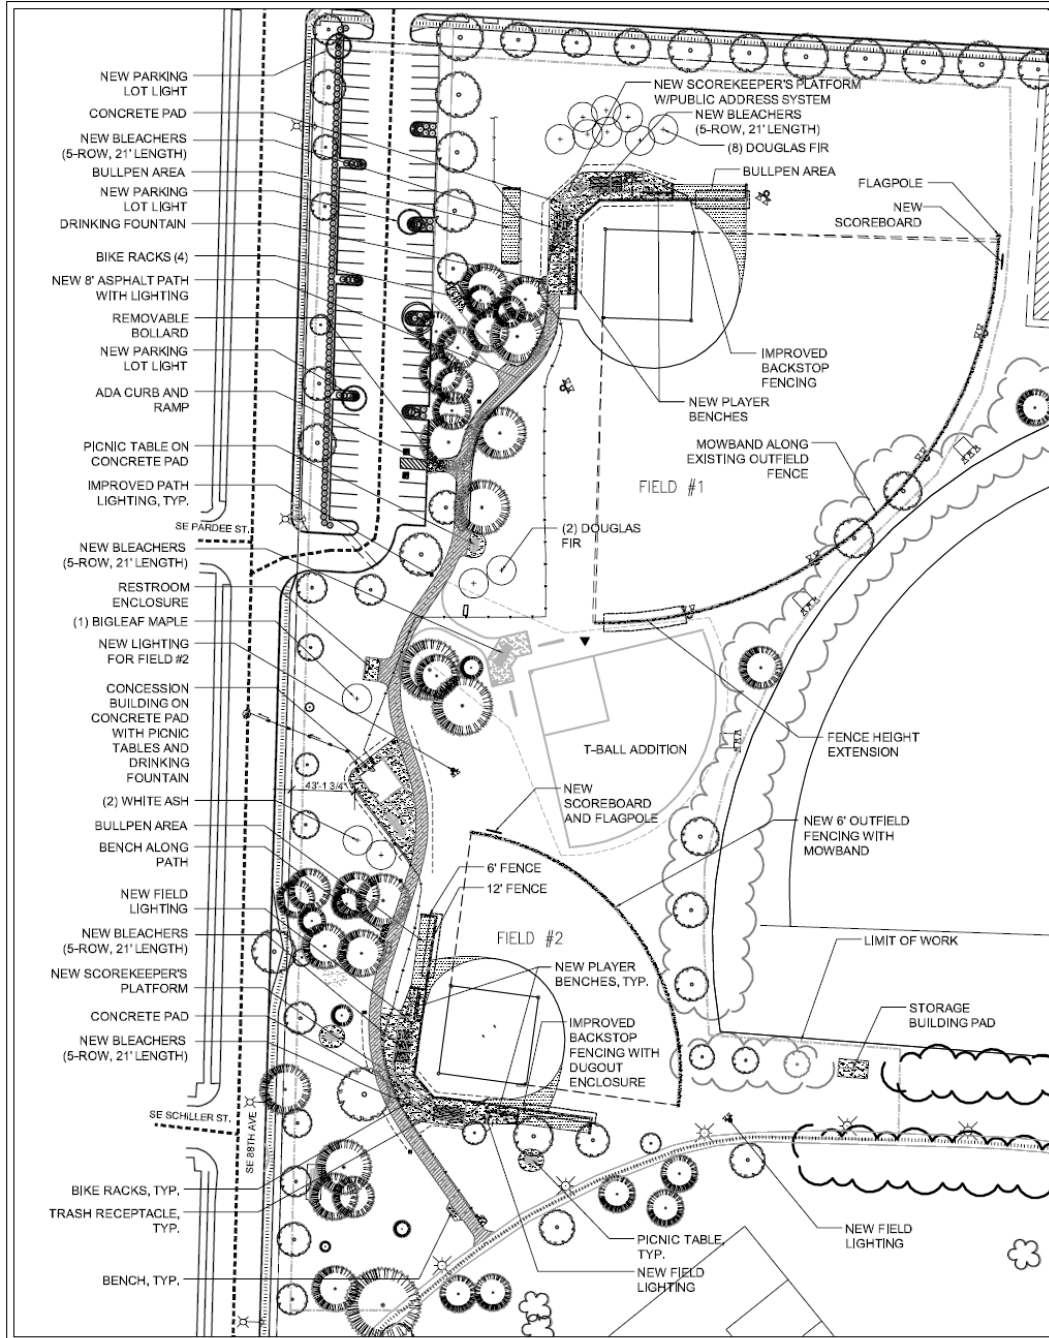 NEW PARKING
LOT LIGHT
CONCRETE PAD
NEW BLEACHERS
(5-ROW, 21' LENGTH)
BULLPEN AREA
NEW PARKING
LOT LIGHT
DRINKING FOUNTAIN
BIKE RACKS (4)
NEW 8' ASPHALT PATH
WITH LIGHTING
REMOVABLE
BOLLARD
NEW PARKING
LOT LIGHT
ADA CURB AND
RAMP
PICNIC TABLE ON
CONCRETE PAD
IMPROVED PATH
LIGHTING, TYP.
SE PARDEE ST.
NEW BLEACHERS
(5-ROW, 21' LENGTH)
RESTROOM
ENCLOSURE
(1) BIGLEAF MAPLE
NEW LIGHTING
FOR FIELD #2
CONCESSION
BUILDING ON
CONCRETE PAD
WITH PICNIC
TABLES AND
DRINKING
FOUNTAIN
43'-1 3/4"
(2) WHITE ASH
BULLPEN AREA
BENCH ALONG
PATH
NEW FIELD
LIGHTING
NEW BLEACHERS
(5-ROW, 21' LENGTH)
NEW SCOREKEEPER'S
PLATFORM
CONCRETE PAD
NEW BLEACHERS
(5-ROW, 21' LENGTH)
SE SCHILLER ST.
SE 88TH AVE
BIKE RACKS, TYP.
TRASH RECEPTACLE,
TYP.
BENCH, TYP.
NEW SCOREKEEPER'S PLATFORM
W/PUBLIC ADDRESS SYSTEM
NEW BLEACHERS
(5-ROW, 21' LENGTH)
(8) DOUGLAS FIR
BULLPEN AREA
FLAGPOLE
NEW
SCOREBOARD
IMPROVED
BACKSTOP
FENCING
NEW PLAYER
BENCHES
MOWBAND ALONG
EXISTING OUTFIELD
FENCE
FIELD #1
(2) DOUGLAS
FIR
T-BALL ADDITION
FENCE HEIGHT
EXTENSION
NEW
SCOREBOARD
AND FLAGPOLE
NEW 6' OUTFIELD
FENCING WITH
MOWBAND
6' FENCE
12' FENCE
FIELD #2
LIMIT OF WORK
NEW PLAYER
BENCHES, TYP.
STORAGE
BUILDING PAD
IMPROVED
BACKSTOP
FENCING WITH
DUGOUT
ENCLOSURE
PICNIC TABLE,
TYP.
NEW FIELD
LIGHTING
NEW FIELD
LIGHTING